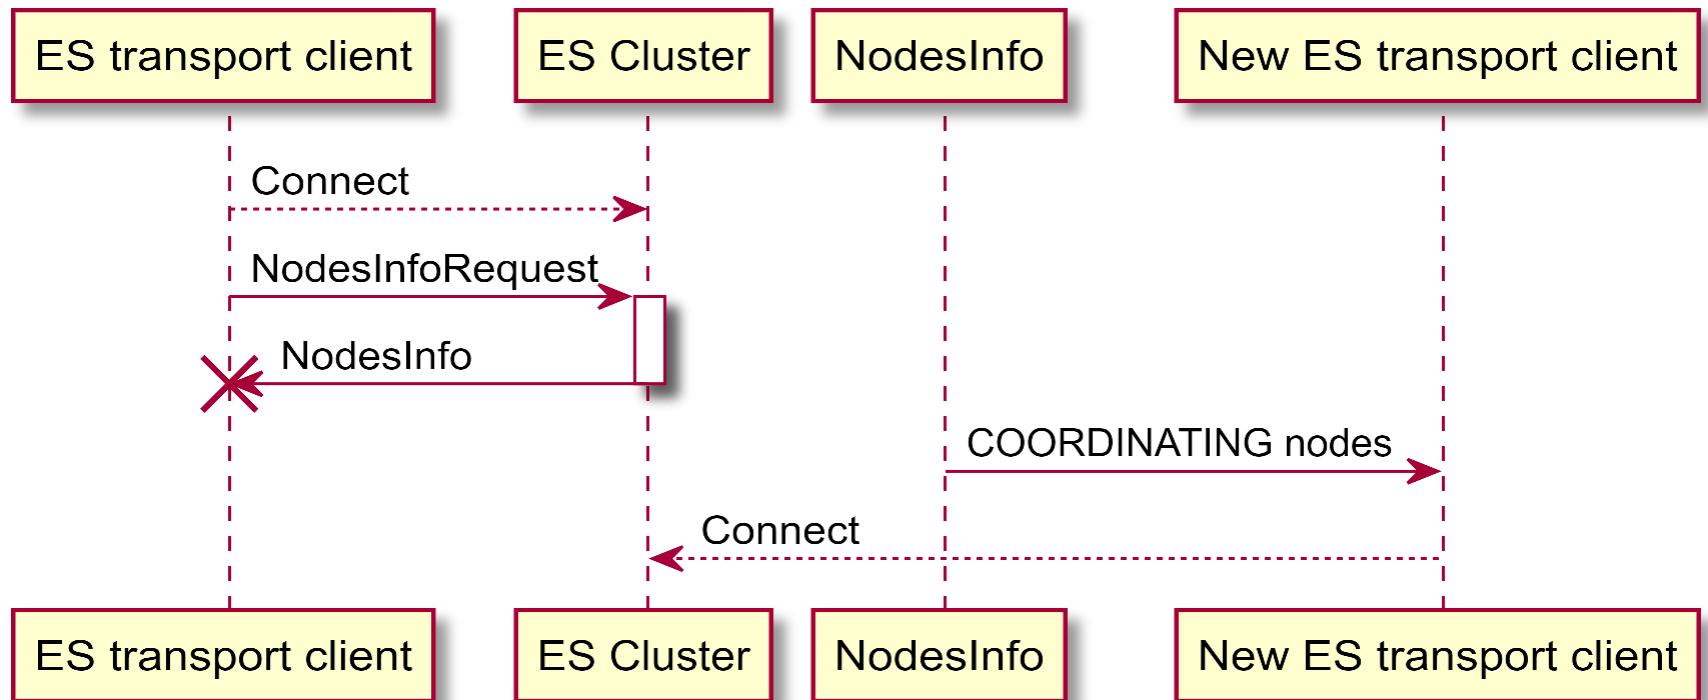 ES transport client
ES Cluster
NodesInfo
New ES transport client
Connect
NodesInfoRequest
NodesInfo
COORDINATING nodes
Connect
ES transport client
ES Cluster
NodesInfo
New ES transport client